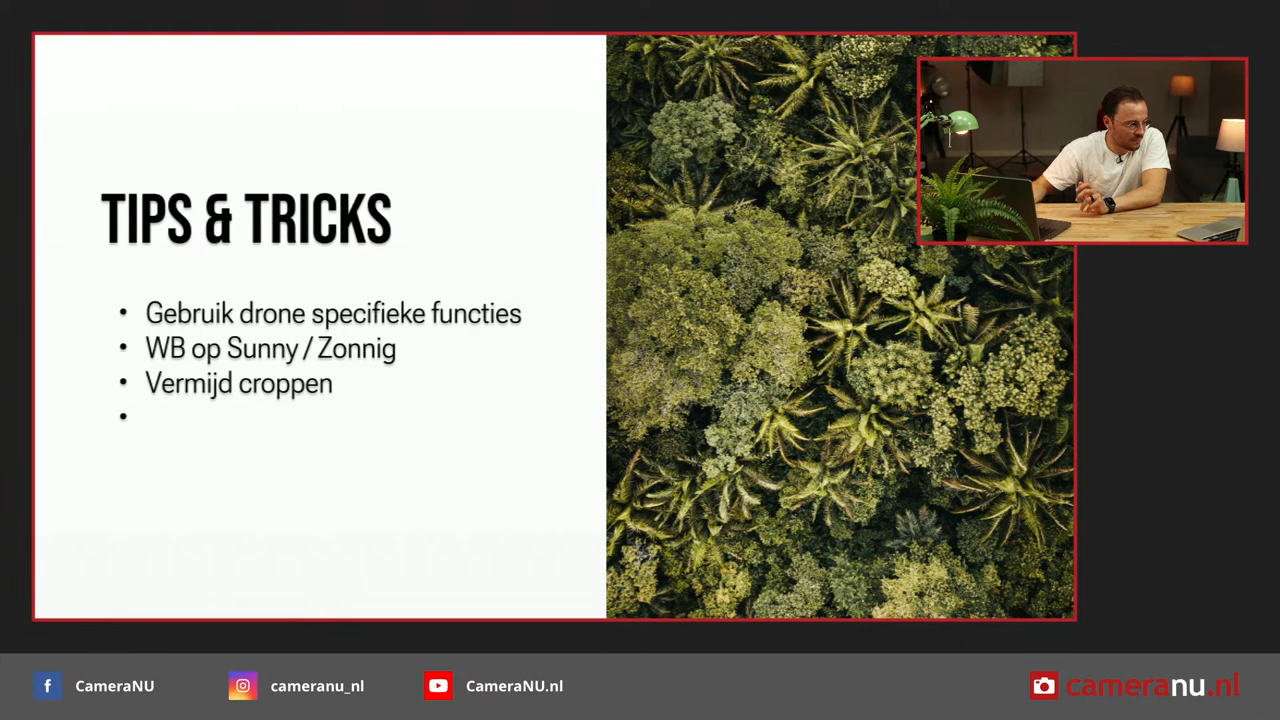 TIPS & TRICKS
• Gebruik drone specifieke functies
• WB op Sunny / Zonnig
• Vermijd croppen
•
CameraNU
cameranu_nl
CameraNU.nl
cameranu.nl